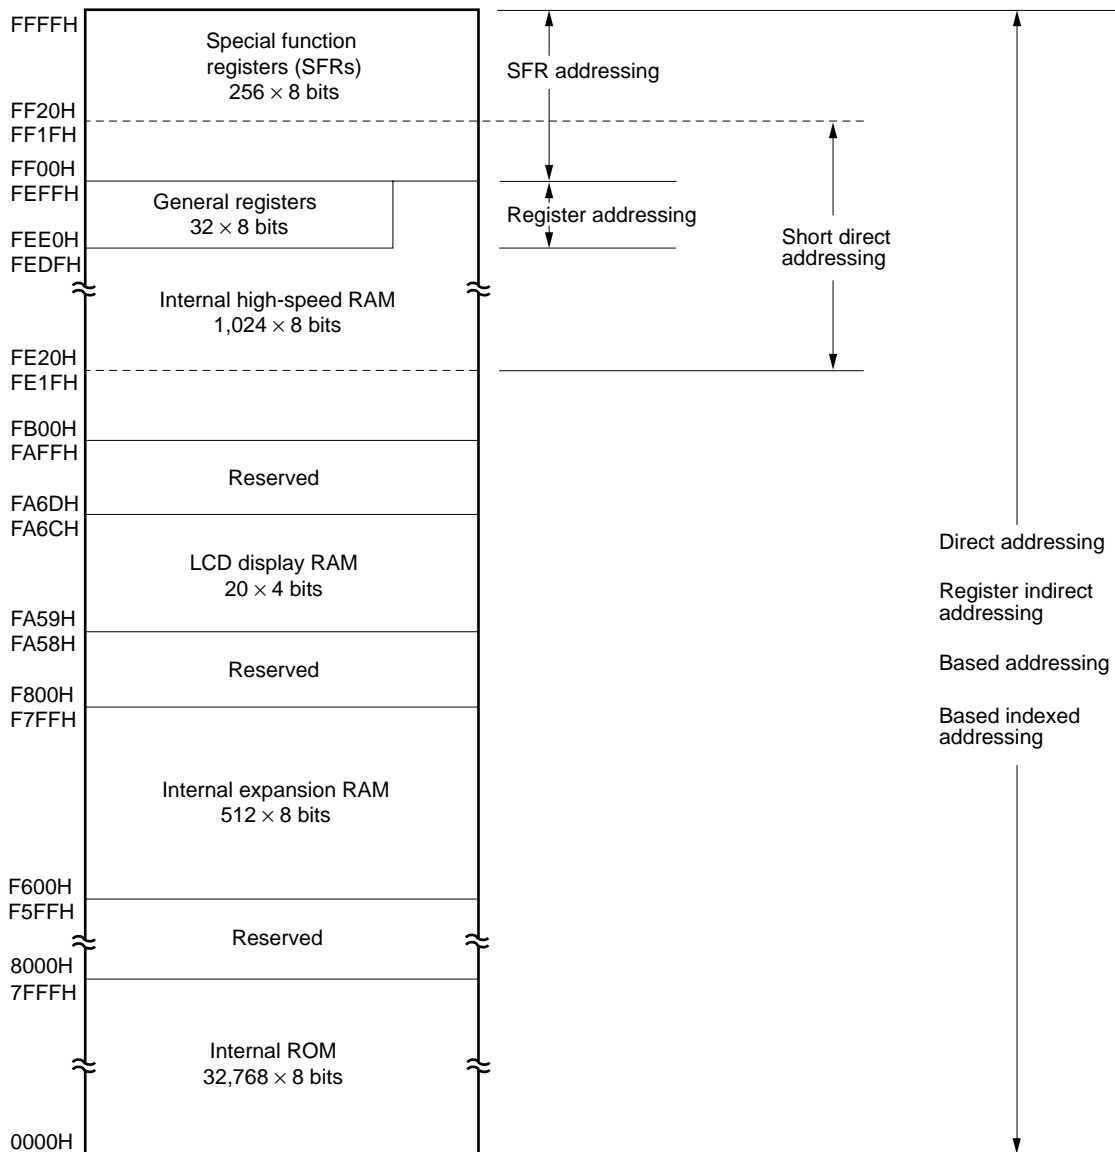 FFFFH
Special function
registers (SFRs)
256 × 8 bits
SFR addressing
FF20H
FF1FH
FF00H
FEFFH
General registers
32 × 8 bits
Register addressing
FEE0H
FEDFH
Short direct
addressing
Internal high-speed RAM
1,024 × 8 bits
FE20H
FE1FH
FB00H
FAFFH
Reserved
FA6DH
FA6CH
LCD display RAM
20 × 4 bits
FA59H
FA58H
Reserved
F800H
F7FFH
Direct addressing
Register indirect
addressing
Based addressing
Based indexed
addressing
Internal expansion RAM
512 × 8 bits
F600H
F5FFH
Reserved
8000H
7FFFH
Internal ROM
32,768 × 8 bits
0000H